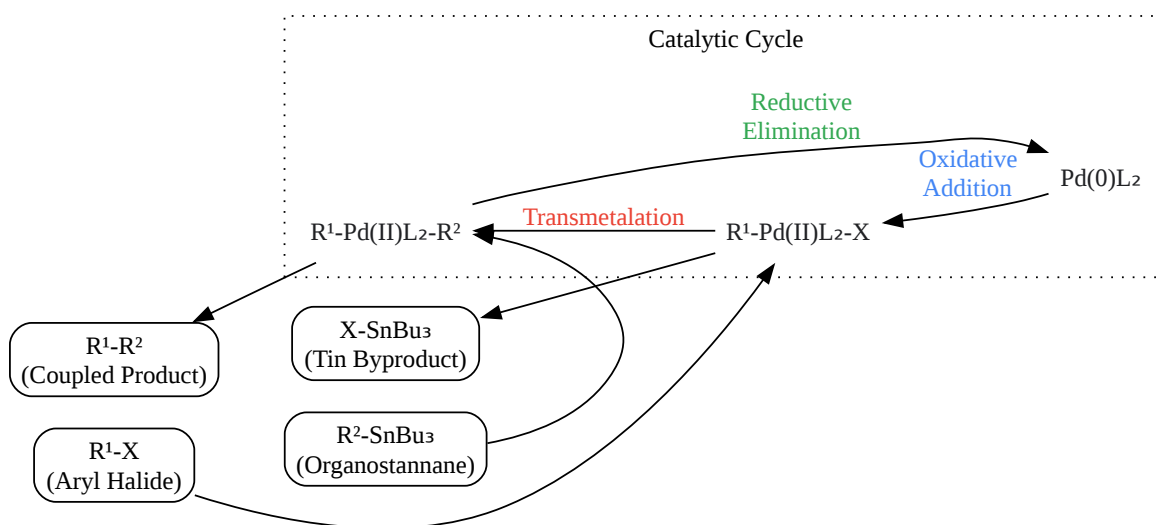 Catalytic Cycle
Reductive
Elimination
Oxidative
Addition
Pd(0)L₂
Transmetalation
R¹-Pd(II)L₂-R²
R¹-Pd(II)L₂-X
R¹-R²
(Coupled Product)
X-SnBu₃
(Tin Byproduct)
R¹-X
(Aryl Halide)
R²-SnBu₃
(Organostannane)